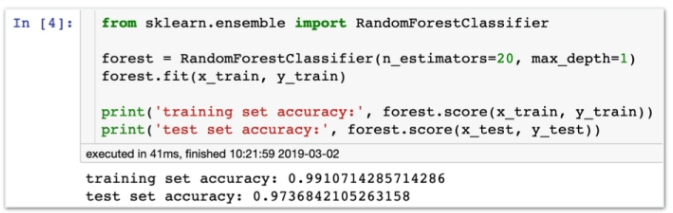 In [4]: from sklearn.ensemble import RandomForestClassifier
forest = RandomForestClassifier(n_estimators=20, max_depth=1)
forest.fit(x_train, y_train)
print('training set accuracy:', forest.score(x_train, y_train))
print('test set accuracy:', forest.score(x_test, y_test))
executed in 41ms, finished 10:21:59 2019-03-02
training set accuracy: 0.9910714285714286
test set accuracy: 0.9736842105263158